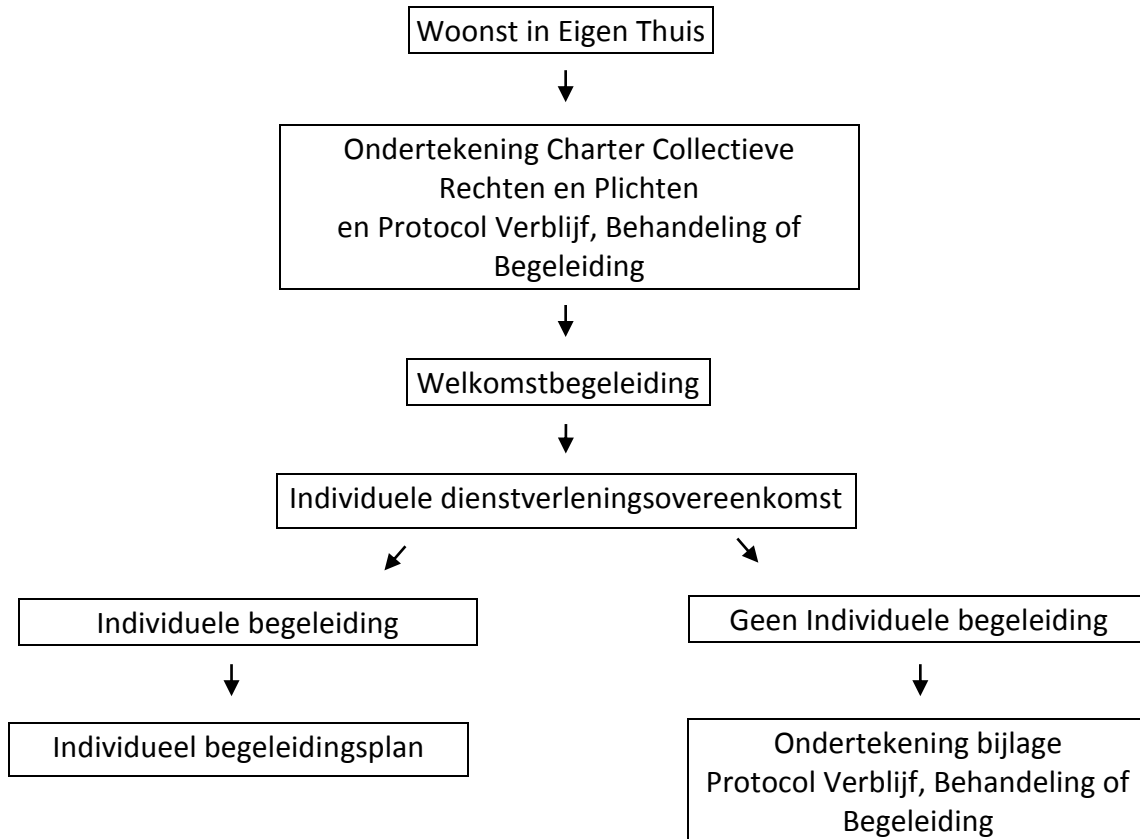 Woonst in Eigen Thuis
Ondertekening Charter Collectieve
Rechten en Plichten
en Protocol Verblijf, Behandeling of
Begeleiding
Welkomstbegeleiding
Individuele dienstverleningsovereenkomst
Individuele begeleiding
Geen Individuele begeleiding
Individueel begeleidingsplan
Ondertekening bijlage
Protocol Verblijf, Behandeling of
Begeleiding